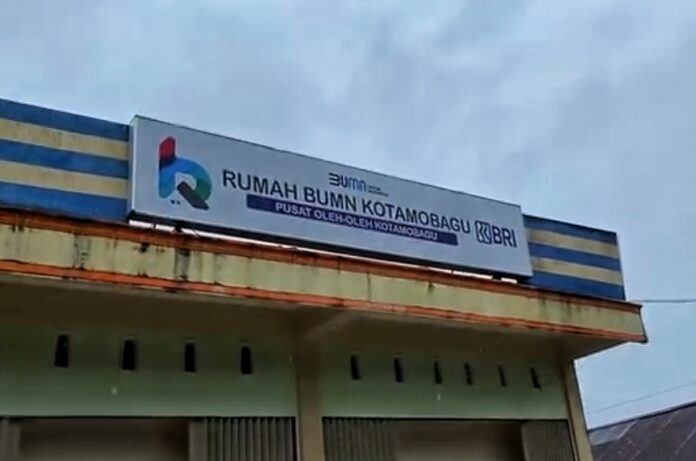 BUMN
RUMAH BUMN KOTAMOBAGU
PUSAT OLEH-OLEH KOTAMOBAGU
BRI